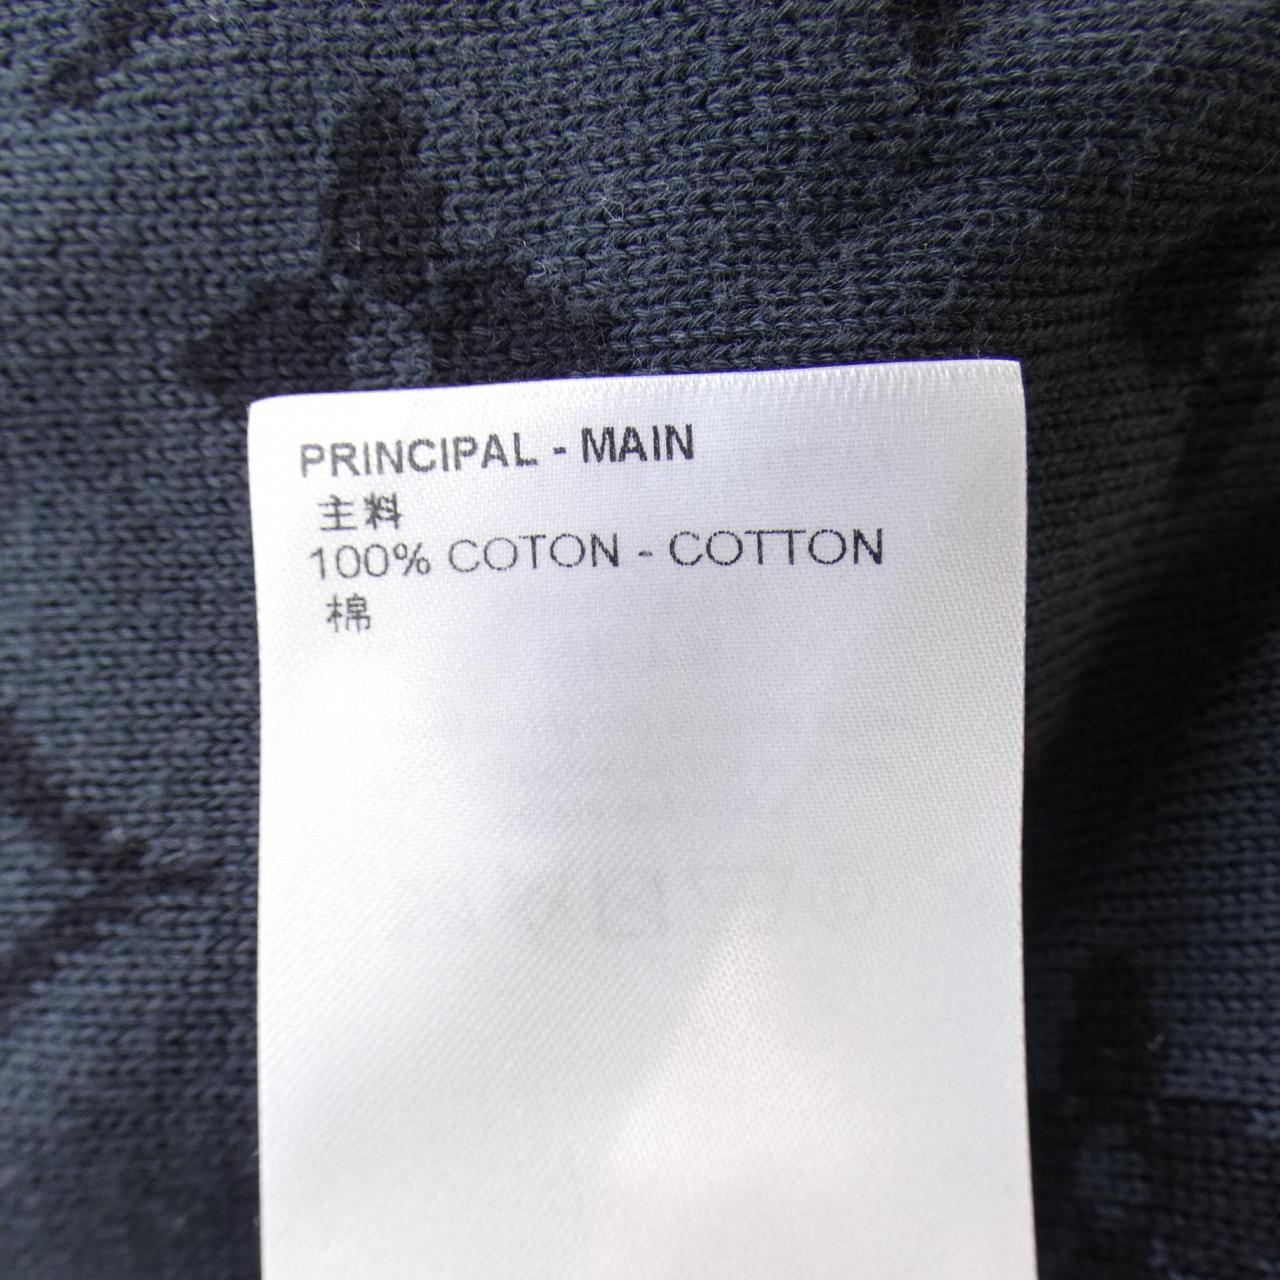 PRINCIPAL - MAIN
主料
100% COTON - COTTON
棉